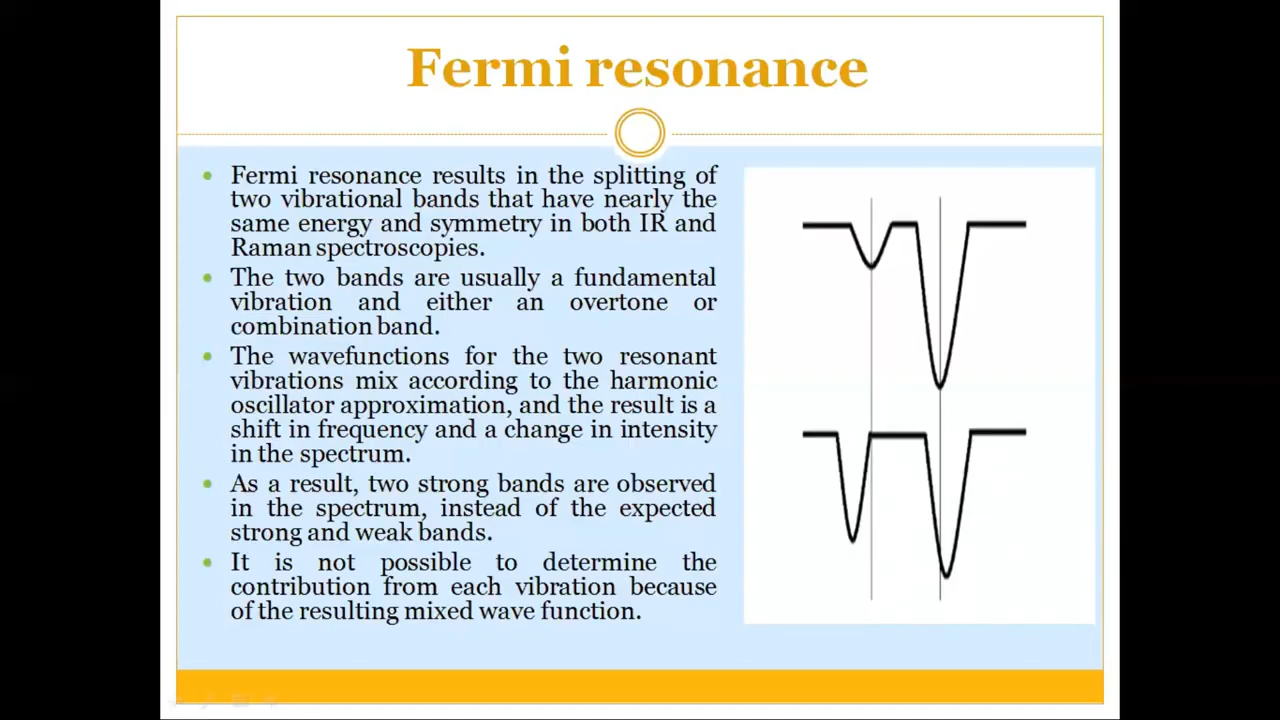 Fermi resonance
Fermi resonance results in the splitting of
two vibrational bands that have nearly the
same energy and symmetry in both IR and
Raman spectroscopies.
The two bands are usually a fundamental
vibration and either an overtone or
combination band.
The wavefunctions for the two resonant
vibrations mix according to the harmonic
oscillator approximation, and the result is a
shift in frequency and a change in intensity
in the spectrum.
As a result, two strong bands are observed
in the spectrum, instead of the expected
strong and weak bands.
It is not possible to determine the
contribution from each vibration because
of the resulting mixed wave function.